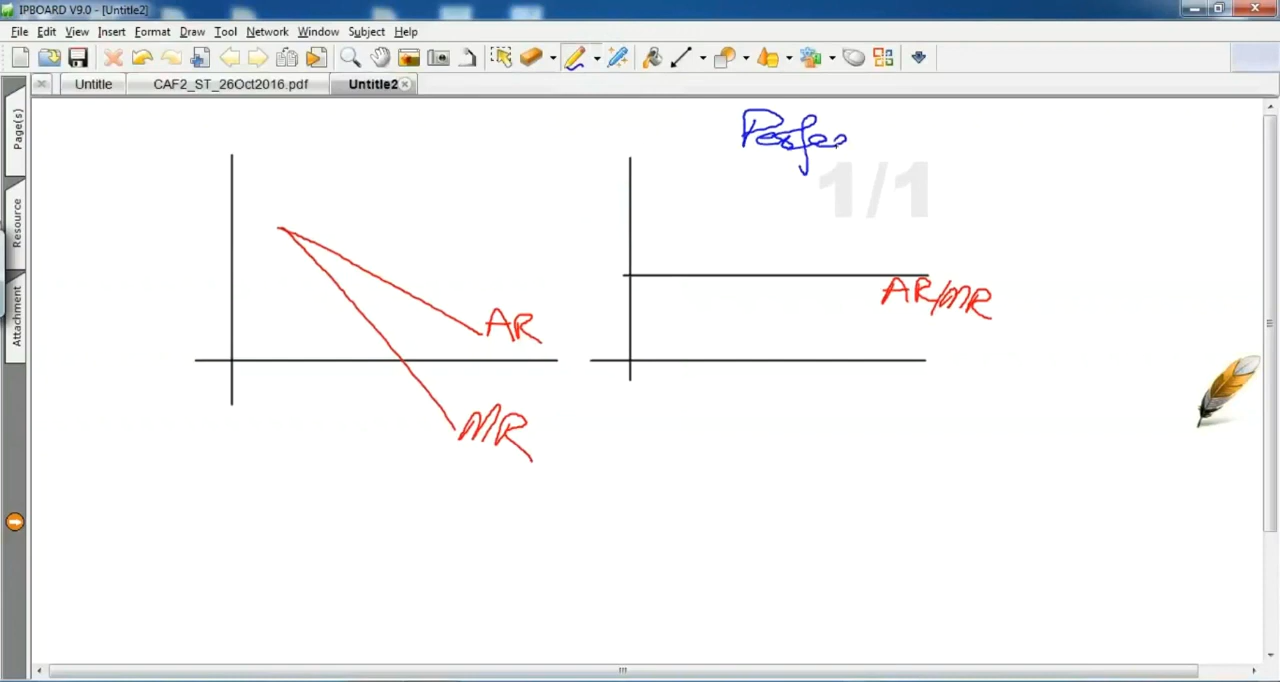 IPBOARD V9.0 - [Untitle2]
File Edit View Insert Format Draw Tool Network Window Subject Help
Untitle CAF2_ST_26Oct2016.pdf Untitle2
Page(s)
Resource
Attachment
Perfec
1/1
AR
MR
AR/MR